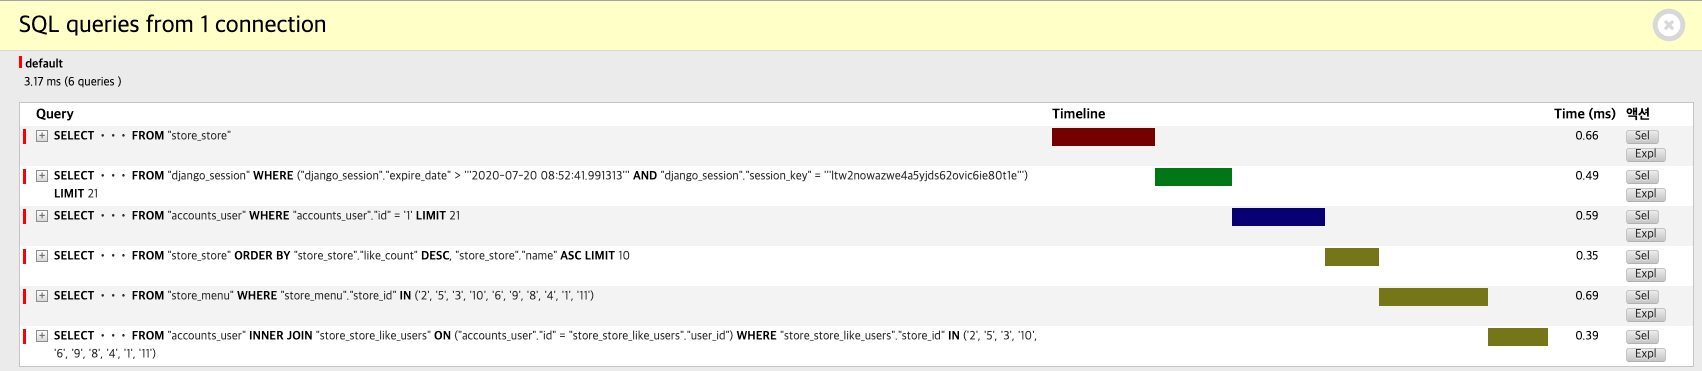 SQL queries from 1 connection
default
3.17 ms (6 queries )
Query Timeline Time (ms) 액션
+ SELECT ••• FROM "store_store" 0.66 Sel
Expl
+ SELECT ••• FROM "django_session" WHERE ("django_session"."expire_date" > '''2020-07-20 08:52:41.991313''' AND "django_session"."session_key" = '''ltw2nowazwe4a5yjds62ovic6ie80t1e''') 0.49 Sel
LIMIT 21 Expl
+ SELECT ••• FROM "accounts_user" WHERE "accounts_user"."id" = '1' LIMIT 21 0.59 Sel
Expl
+ SELECT ••• FROM "store_store" ORDER BY "store_store"."like_count" DESC, "store_store"."name" ASC LIMIT 10 0.35 Sel
Expl
+ SELECT ••• FROM "store_menu" WHERE "store_menu"."store_id" IN ('2', '5', '3', '10', '6', '9', '8', '4', '1', '11') 0.69 Sel
Expl
+ SELECT ••• FROM "accounts_user" INNER JOIN "store_store_like_users" ON ("accounts_user"."id" = "store_store_like_users"."user_id") WHERE "store_store_like_users"."store_id" IN ('2', '5', '3', '10', 0.39 Sel
'6', '9', '8', '4', '1', '11') Expl